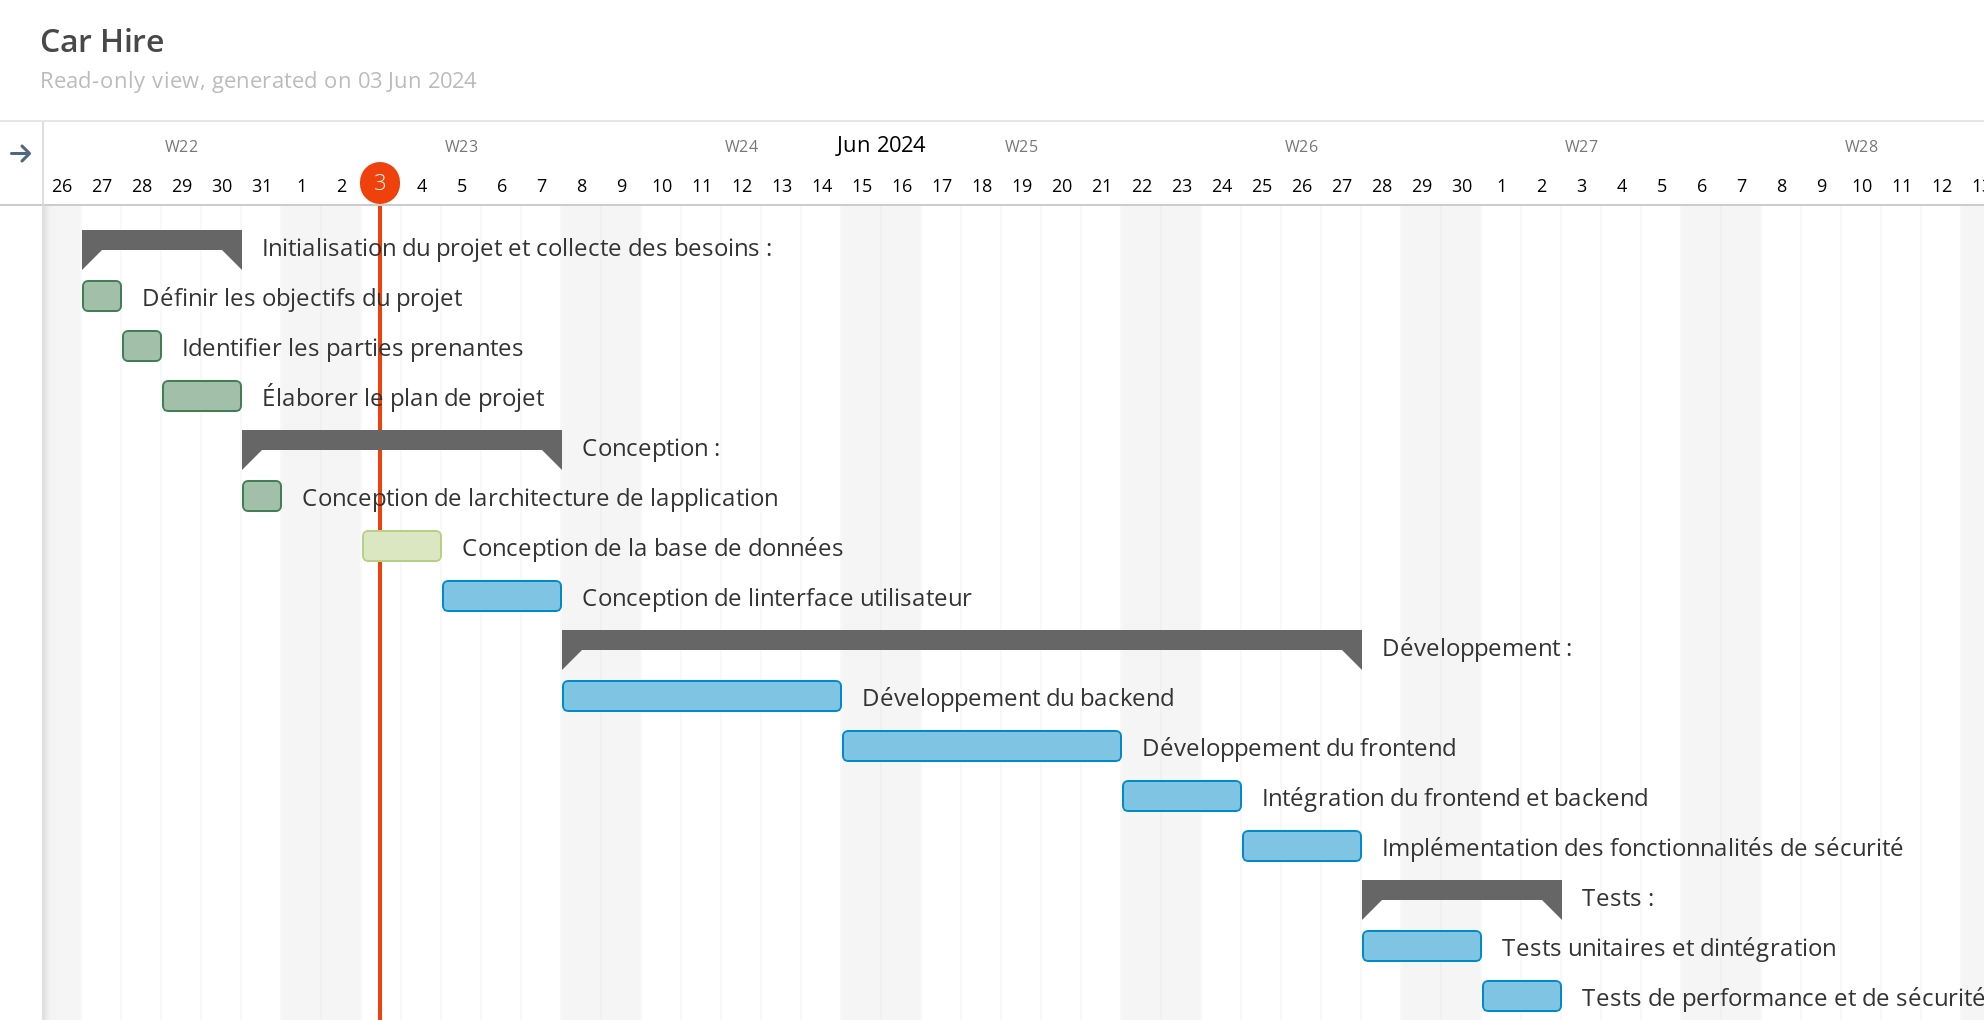 Car Hire
Read-only view, generated on 03 Jun 2024
W22 W23 W24 Jun 2024 W25 W26 W27 W28
26 27 28 29 30 31 1 2 3 4 5 6 7 8 9 10 11 12 13 14 15 16 17 18 19 20 21 22 23 24 25 26 27 28 29 30 1 2 3 4 5 6 7 8 9 10 11 12
Initialisation du projet et collecte des besoins :
Définir les objectifs du projet
Identifier les parties prenantes
Élaborer le plan de projet
Conception :
Conception de larchitecture de lapplication
Conception de la base de données
Conception de linterface utilisateur
Développement :
Développement du backend
Développement du frontend
Intégration du frontend et backend
Implémentation des fonctionnalités de sécurité
Tests :
Tests unitaires et dintégration
Tests de performance et de sécurité